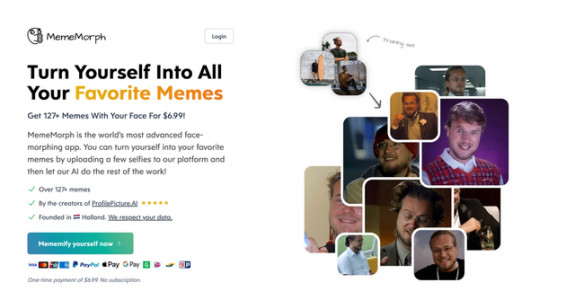 MemeMorph
Login
training set
Turn Yourself Into All
Your Favorite Memes
Get 127+ Memes With Your Face For $6.99!
MemeMorph is the world's most advanced face-
morphing app. You can turn yourself into your favorite
memes by uploading a few selfies to our platform and
then let our AI do the rest of the work!
Over 127+ memes
By the creators of ProfilePicture.AI
Founded in Holland. We respect your data.
Mememify yourself now
VISA PayPal Pay G Pay
One-time payment of $6.99. No subscription.